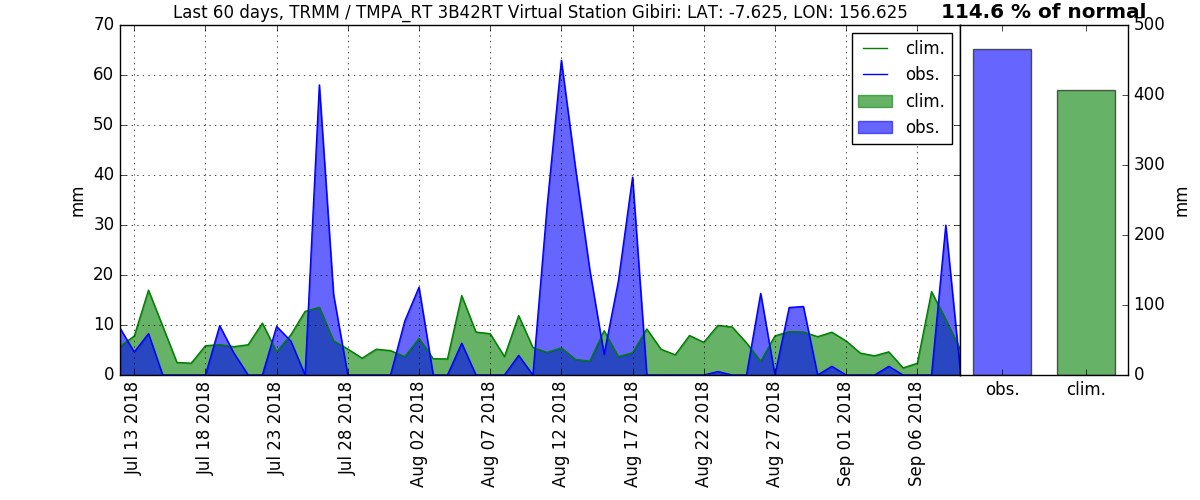 Last 60 days, TRMM / TMPA_RT 3B42RT Virtual Station Gibiri: LAT: -7.625, LON: 156.625
114.6 % of normal
70
60
50
40
30
20
10
0
mm
clim.
obs.
clim.
obs.
Jul 13 2018
Jul 18 2018
Jul 23 2018
Jul 28 2018
Aug 02 2018
Aug 07 2018
Aug 12 2018
Aug 17 2018
Aug 22 2018
Aug 27 2018
Sep 01 2018
Sep 06 2018
500
400
300
200
100
0
mm
obs.
clim.